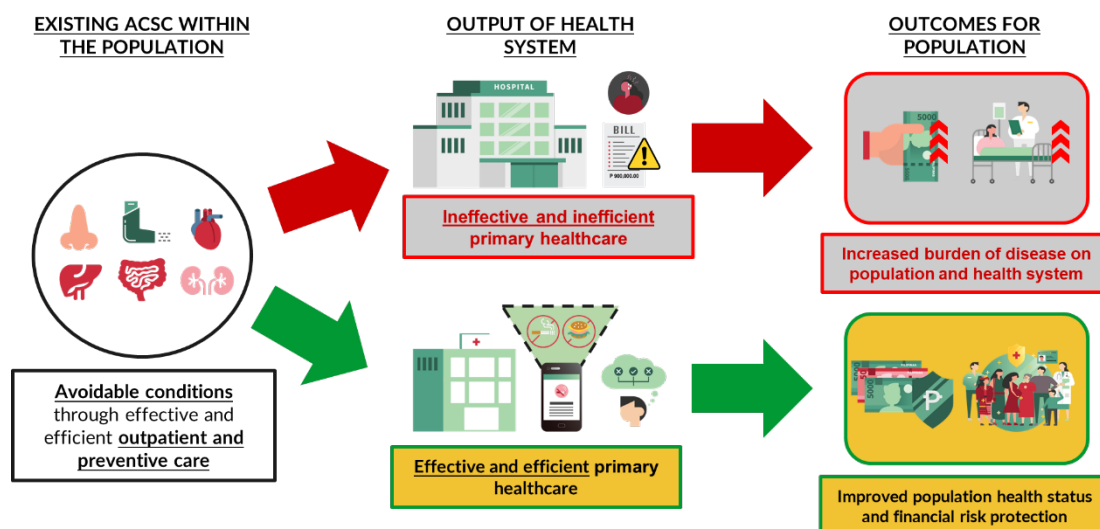 EXISTING ACSC WITHIN
THE POPULATION
OUTPUT OF HEALTH
SYSTEM
OUTCOMES FOR
POPULATION
HOSPITAL
BILL
₱ 900,000.00
5000
Ineffective and inefficient
primary healthcare
Increased burden of disease on
population and health system
Avoidable conditions
through effective and
efficient outpatient and
preventive care
5000
₱
Effective and efficient primary
healthcare
Improved population health status
and financial risk protection